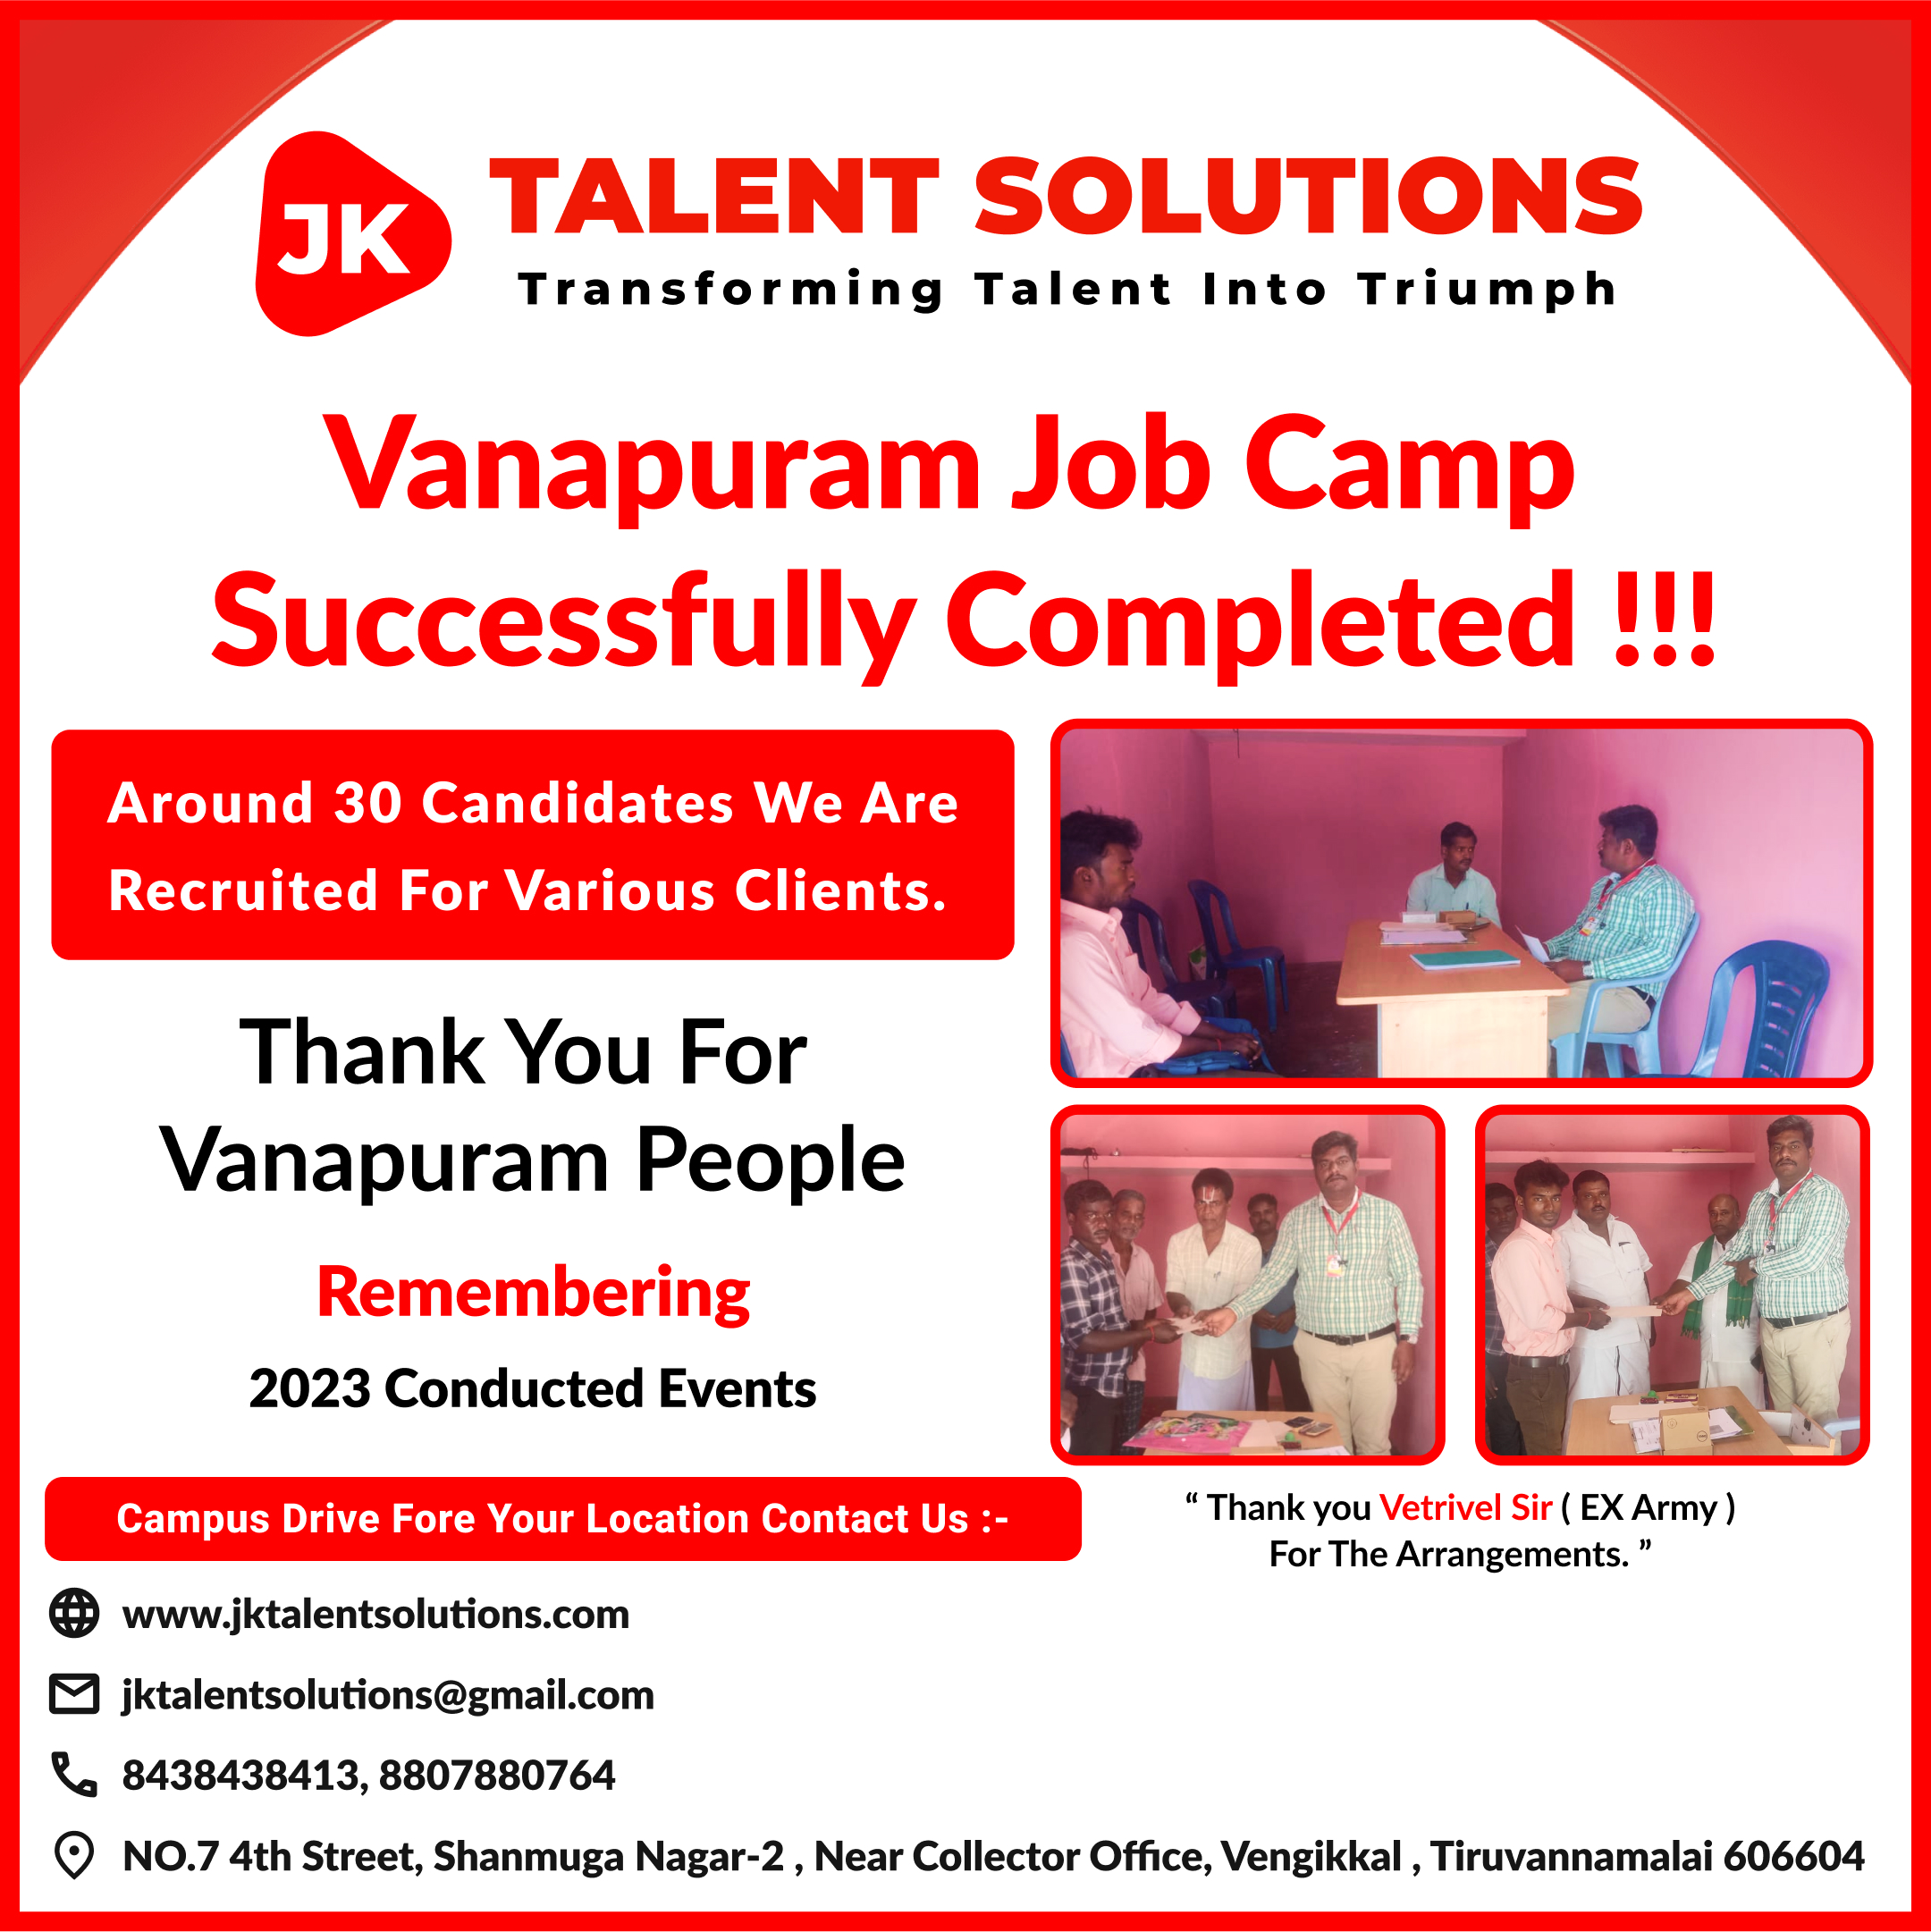 JK
TALENT SOLUTIONS
Transforming Talent Into Triumph
Vanapuram Job Camp
Successfully Completed !!!
Around 30 Candidates We Are
Recruited For Various Clients.
Thank You For
Vanapuram People
Remembering
2023 Conducted Events
“ Thank you Vetrivel Sir ( EX Army )
For The Arrangements. ”
Campus Drive Fore Your Location Contact Us :-
www.jktalentsolutions.com
jktalentsolutions@gmail.com
8438438413, 8807880764
NO.7 4th Street, Shanmuga Nagar-2 , Near Collector Office, Vengikkal , Tiruvannamalai 606604